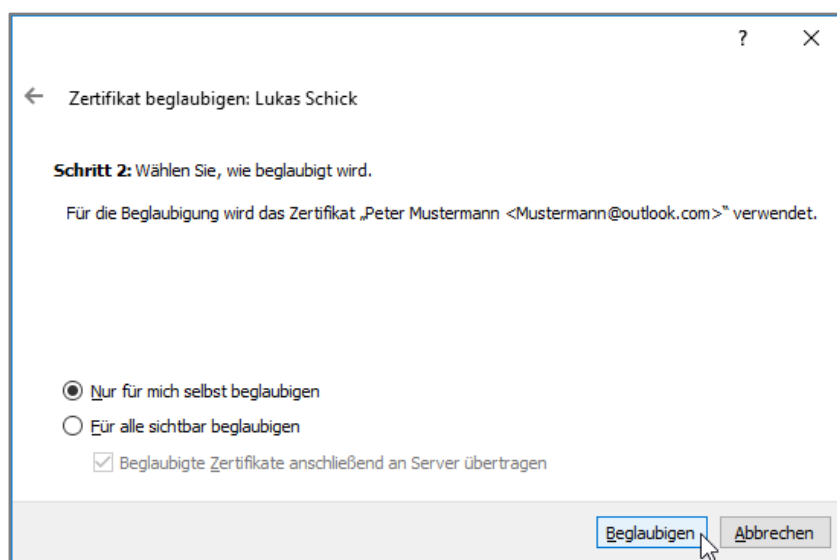 ?
Zertifikat beglaubigen: Lukas Schick
Schritt 2: Wählen Sie, wie beglaubigt wird.
Für die Beglaubigung wird das Zertifikat „Peter Mustermann <Mustermann@outlook.com>“ verwendet.
Nur für mich selbst beglaubigen
Für alle sichtbar beglaubigen
Beglaubigte Zertifikate anschließend an Server übertragen
Beglaubigen Abbrechen